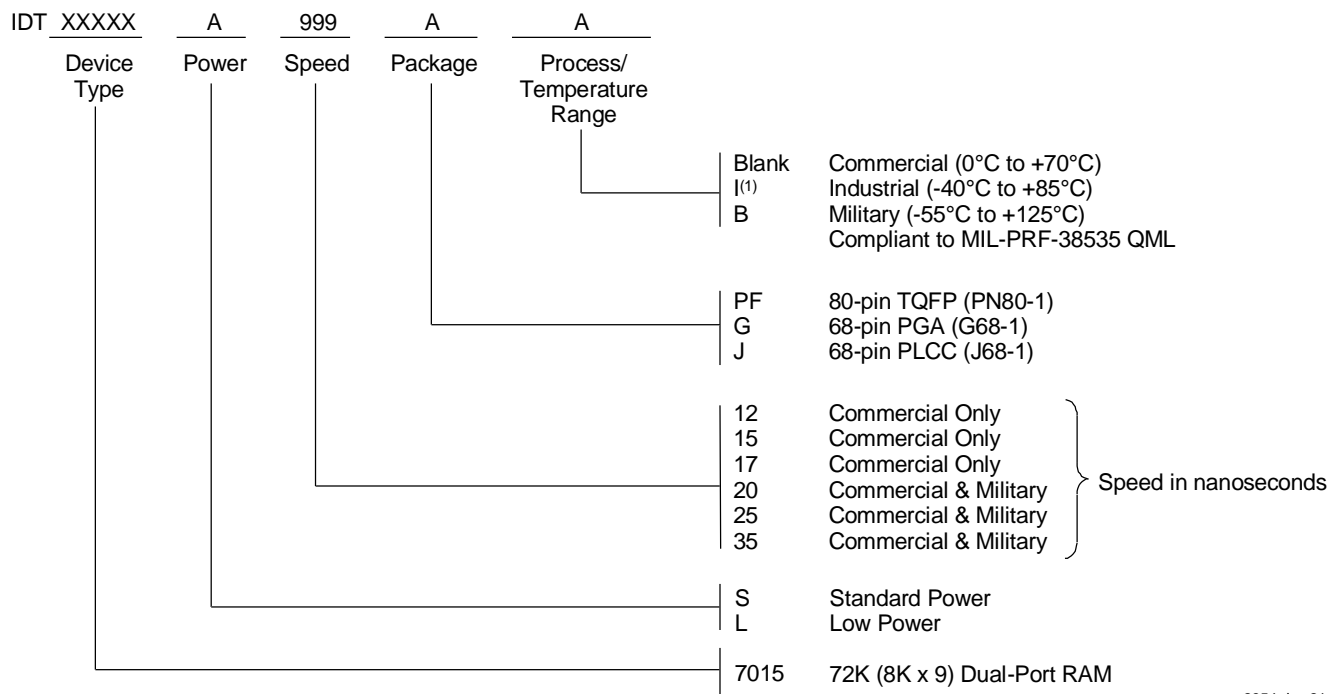 IDT XXXXX A 999 A A
Device Type Power Speed Package Process/ Temperature Range
Blank Commercial (0°C to +70°C)
I(1) Industrial (-40°C to +85°C)
B Military (-55°C to +125°C)
Compliant to MIL-PRF-38535 QML
PF 80-pin TQFP (PN80-1)
G 68-pin PGA (G68-1)
J 68-pin PLCC (J68-1)
12 Commercial Only
15 Commercial Only
17 Commercial Only
20 Commercial & Military
25 Commercial & Military
35 Commercial & Military
Speed in nanoseconds
S Standard Power
L Low Power
7015 72K (8K x 9) Dual-Port RAM